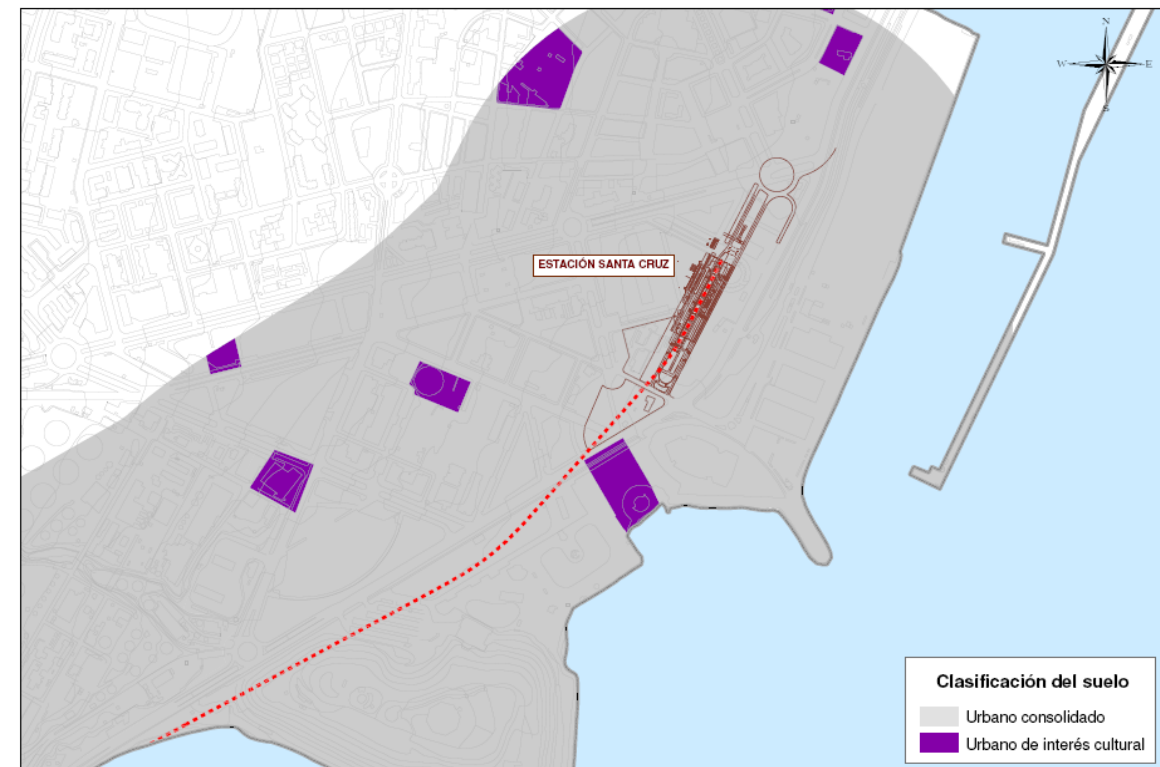 N
W
E
S
ESTACIÓN SANTA CRUZ
Clasificación del suelo
Urbano consolidado
Urbano de interés cultural